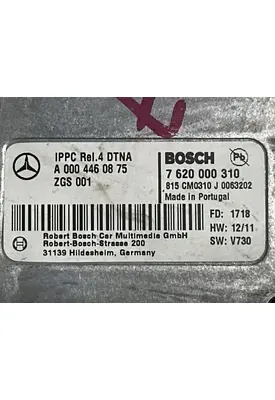 IPPC Rel.4 DTNA
A 000 446 08 75
ZGS 001
BOSCH
Pb
7 620 000 310
815 CM0310 J 0063202
Made in Portugal
FD: 1718
HW: 12/11
SW: V730
Robert Bosch Car Multimedia GmbH
Robert-Bosch-Strasse 200
31139 Hildesheim, Germany